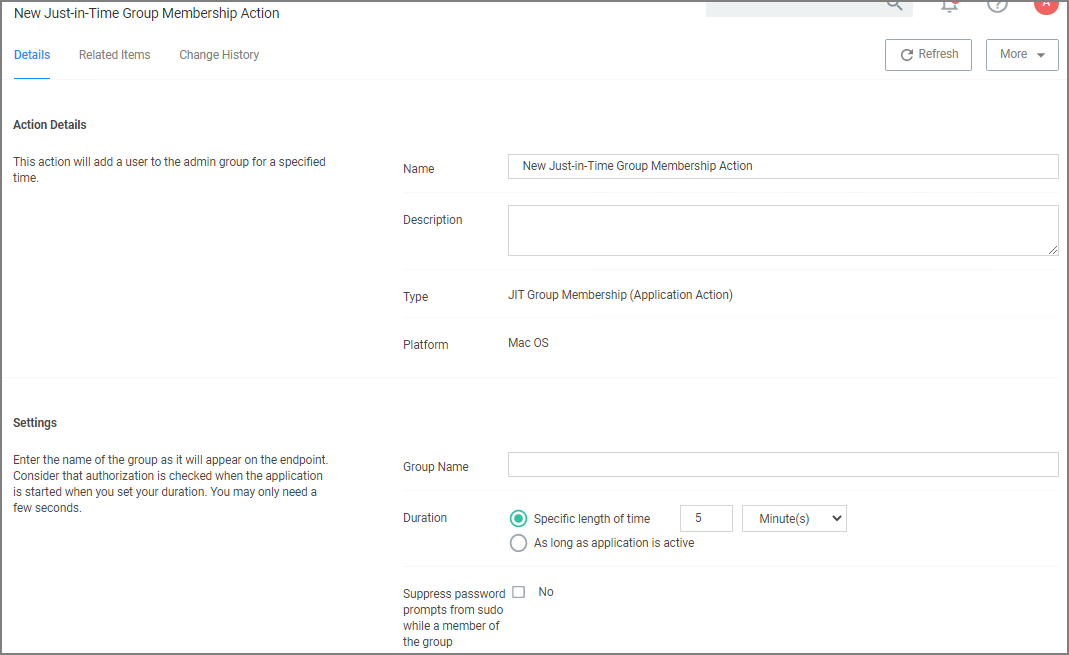 New Just-in-Time Group Membership Action
A
Details
Related Items
Change History
Refresh
More
Action Details
This action will add a user to the admin group for a specified
time.
Name
New Just-in-Time Group Membership Action
Description
Type
JIT Group Membership (Application Action)
Platform
Mac OS
Settings
Enter the name of the group as it will appear on the endpoint.
Consider that authorization is checked when the application
is started when you set your duration. You may only need a
few seconds.
Group Name
Duration
Specific length of time
5
Minute(s)
As long as application is active
Suppress password
prompts from sudo
while a member of
the group
No